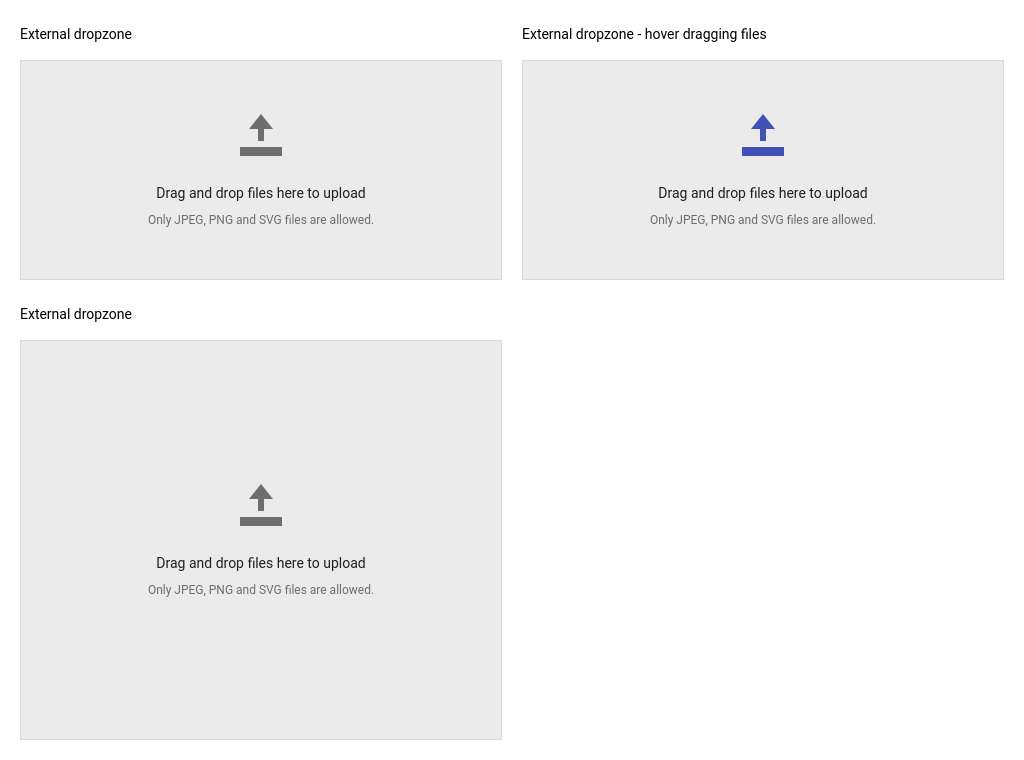 External dropzone
External dropzone - hover dragging files
Drag and drop files here to upload
Only JPEG, PNG and SVG files are allowed.
Drag and drop files here to upload
Only JPEG, PNG and SVG files are allowed.
External dropzone
Drag and drop files here to upload
Only JPEG, PNG and SVG files are allowed.